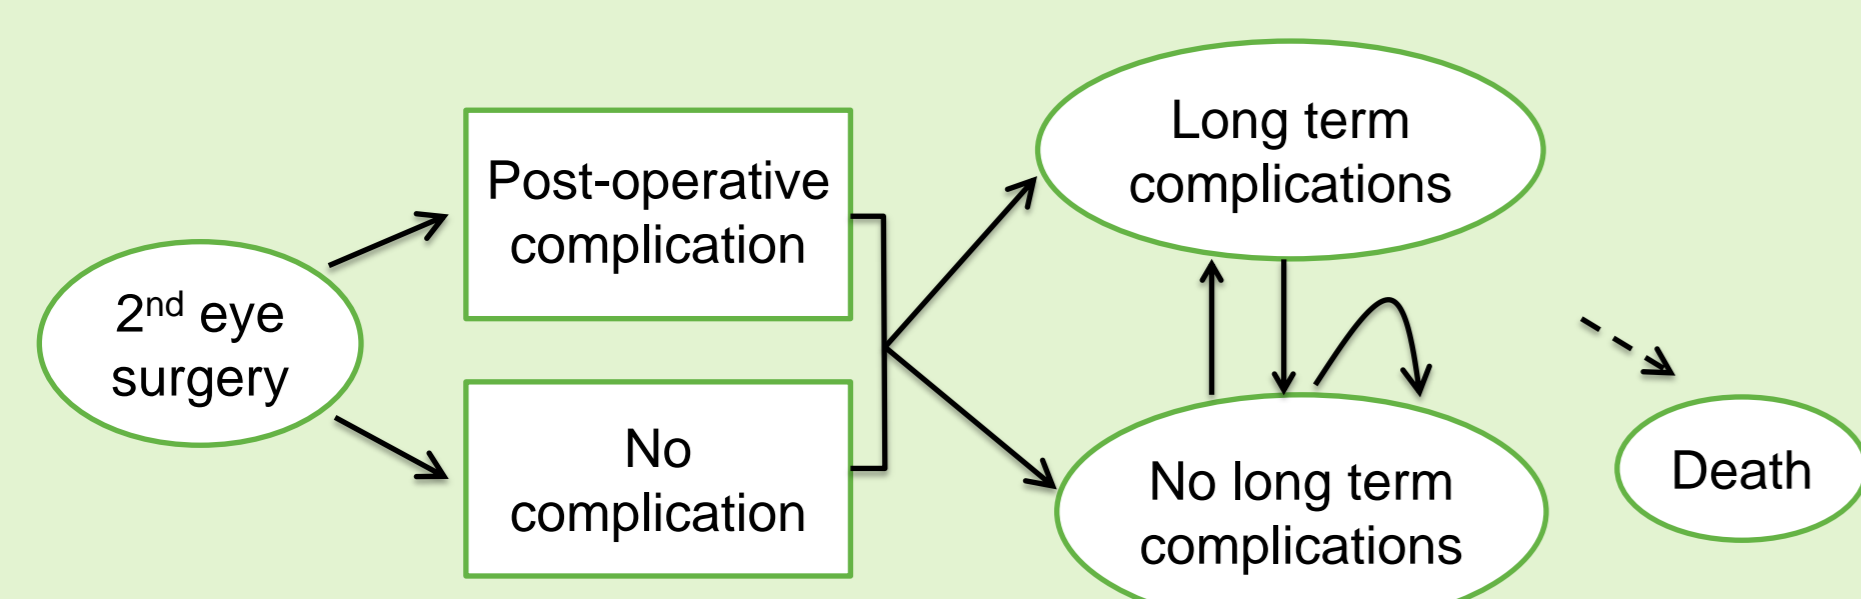 2nd eye
surgery
Post-operative
complication
No
complication
Long term
complications
No long term
complications
Death